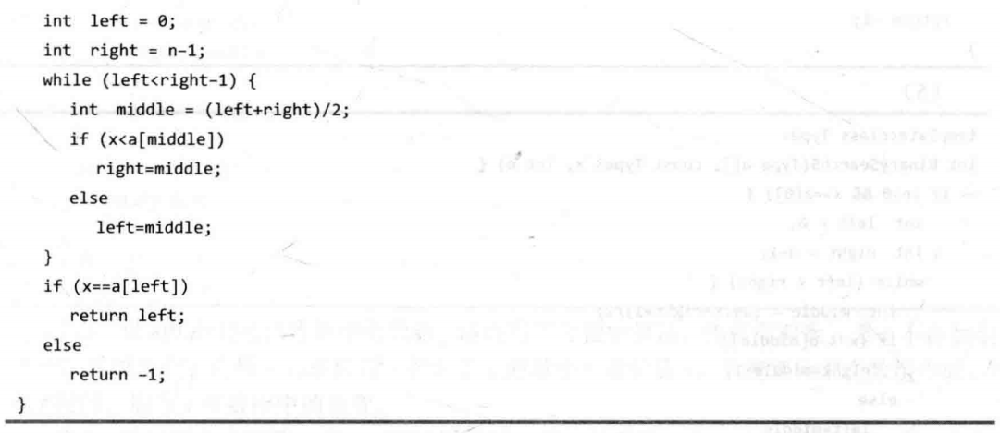 int  left = 0;
int  right = n-1;
while (left<right-1) {
int  middle = (left+right)/2;
if (x<a[middle])
right=middle;
else
left=middle;
}
if (x==a[left])
return left;
else
return -1;
}